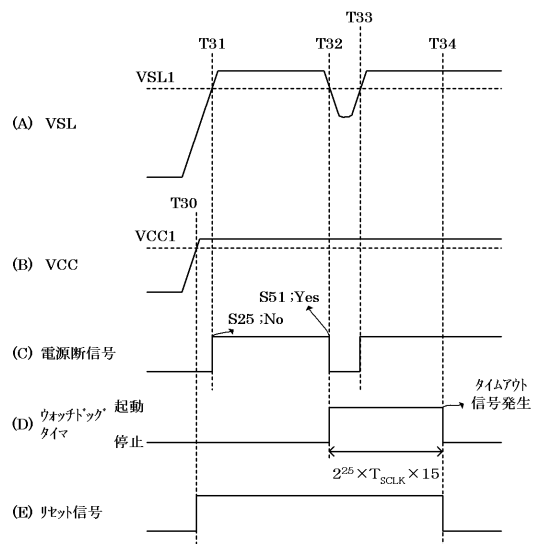 T33
T31 T32 T34
VSL1
(A) VSL
T30
VCC1
(B) VCC
S51 ;Yes
S25 ;No
(C) 電源断信号
タイムアウト
信号発生
起動
(D) ウォッチドッグ
タイマ
停止
2²⁵×T_SCLK×15
(E) リセット信号